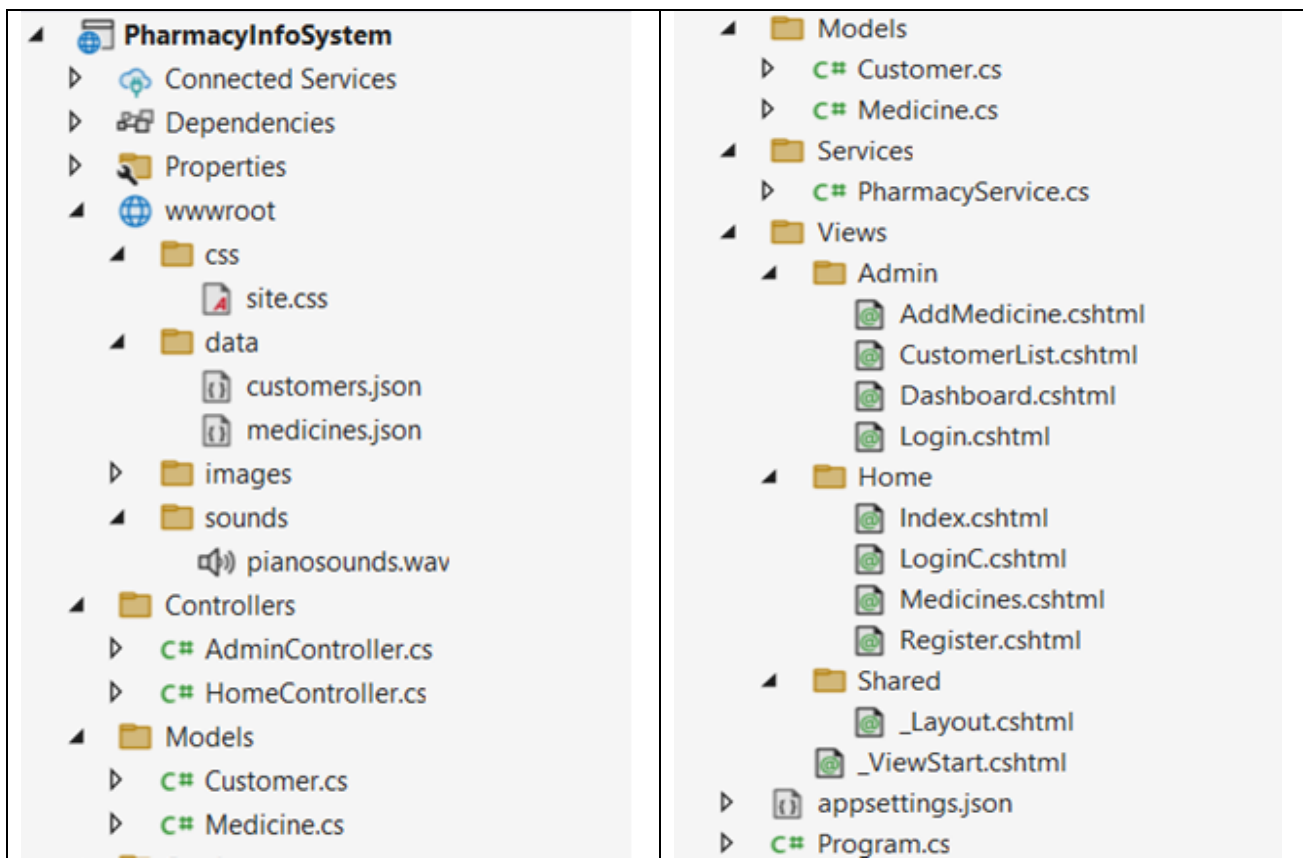 PharmacyInfoSystem
Connected Services
Dependencies
Properties
wwwroot
css
site.css
data
customers.json
medicines.json
images
sounds
pianosounds.wav
Controllers
C# AdminController.cs
C# HomeController.cs
Models
C# Customer.cs
C# Medicine.cs
Models
C# Customer.cs
C# Medicine.cs
Services
C# PharmacyService.cs
Views
Admin
AddMedicine.cshtml
CustomerList.cshtml
Dashboard.cshtml
Login.cshtml
Home
Index.cshtml
LoginC.cshtml
Medicines.cshtml
Register.cshtml
Shared
_Layout.cshtml
_ViewStart.cshtml
appsettings.json
C# Program.cs